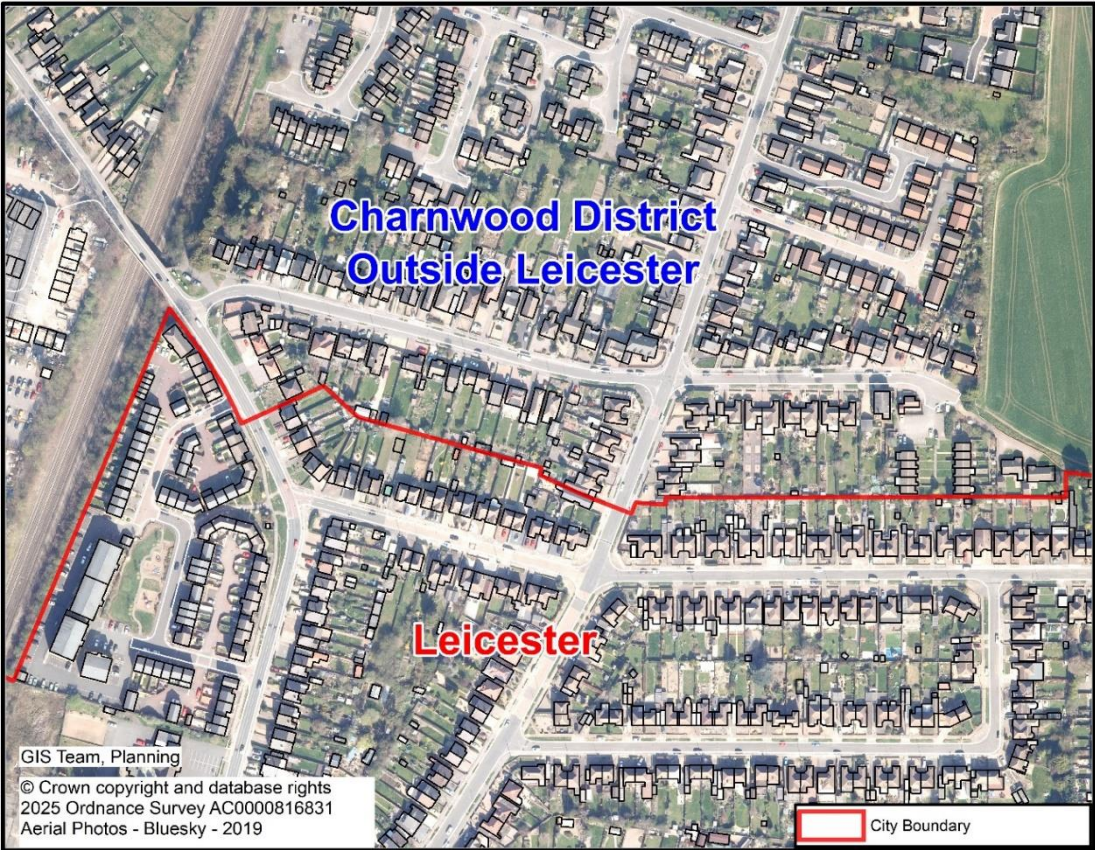 Charnwood District
Outside Leicester
Leicester
GIS Team, Planning
© Crown copyright and database rights
2025 Ordnance Survey AC0000816831
Aerial Photos - Bluesky - 2019
City Boundary